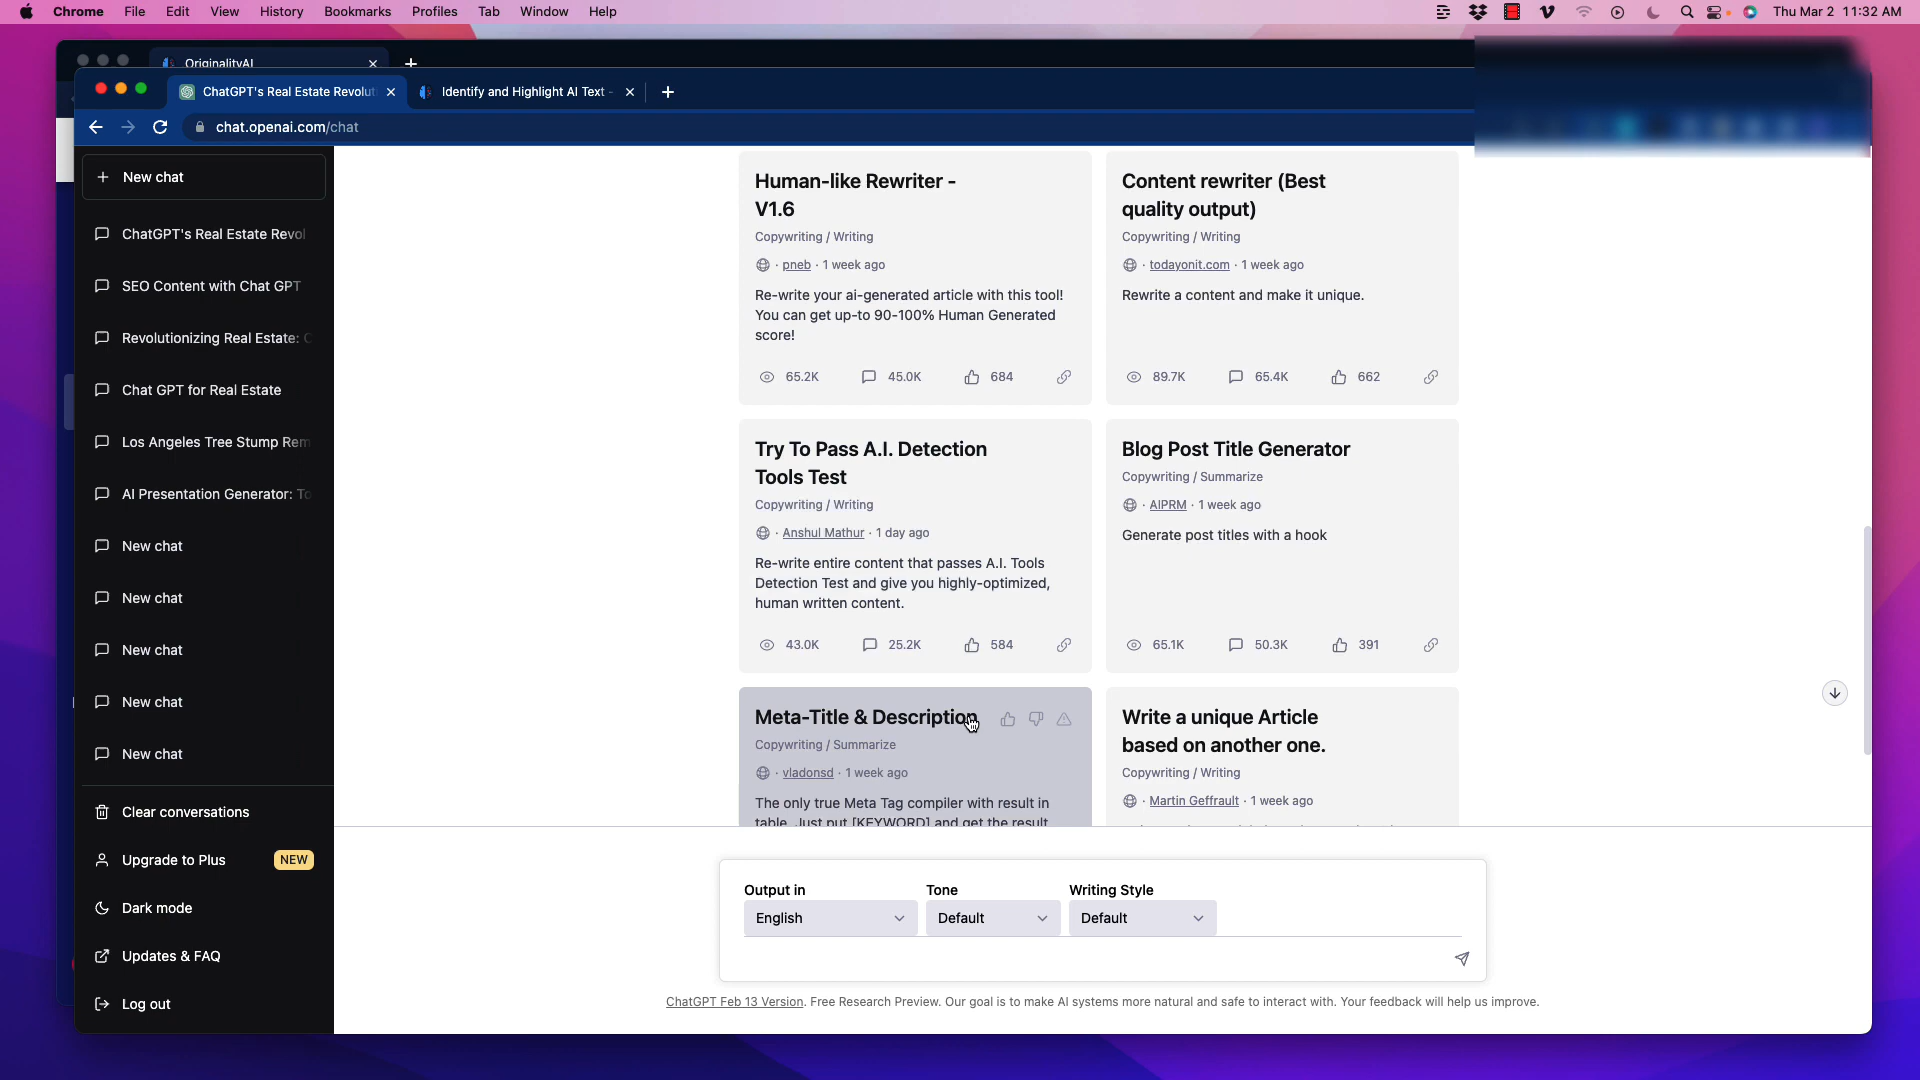 Chrome File Edit View History Bookmarks Profiles Tab Window Help Thu Mar 2 11:32 AM
OriginalityAI
ChatGPT's Real Estate Revolut Identify and Highlight AI Text -
chat.openai.com/chat
New chat
ChatGPT's Real Estate Revol
SEO Content with Chat GPT
Revolutionizing Real Estate: C
Chat GPT for Real Estate
Los Angeles Tree Stump Rem
AI Presentation Generator: To
New chat
New chat
New chat
New chat
New chat
Clear conversations
Upgrade to Plus NEW
Dark mode
Updates & FAQ
Log out
Human-like Rewriter -
V1.6
Copywriting / Writing
· pneb · 1 week ago
Re-write your ai-generated article with this tool!
You can get up-to 90-100% Human Generated
score!
65.2K 45.0K 684
Content rewriter (Best
quality output)
Copywriting / Writing
· todayonit.com · 1 week ago
Rewrite a content and make it unique.
89.7K 65.4K 662
Try To Pass A.I. Detection
Tools Test
Copywriting / Writing
· Anshul Mathur · 1 day ago
Re-write entire content that passes A.I. Tools
Detection Test and give you highly-optimized,
human written content.
43.0K 25.2K 584
Blog Post Title Generator
Copywriting / Summarize
· AIPRM · 1 week ago
Generate post titles with a hook
65.1K 50.3K 391
Meta-Title & Description
Copywriting / Summarize
· vladonsd · 1 week ago
The only true Meta Tag compiler with result in
table. Just put [KEYWORD] and get the result
Write a unique Article
based on another one.
Copywriting / Writing
· Martin Geffrault · 1 week ago
Output in Tone Writing Style
English Default Default
ChatGPT Feb 13 Version. Free Research Preview. Our goal is to make AI systems more natural and safe to interact with. Your feedback will help us improve.